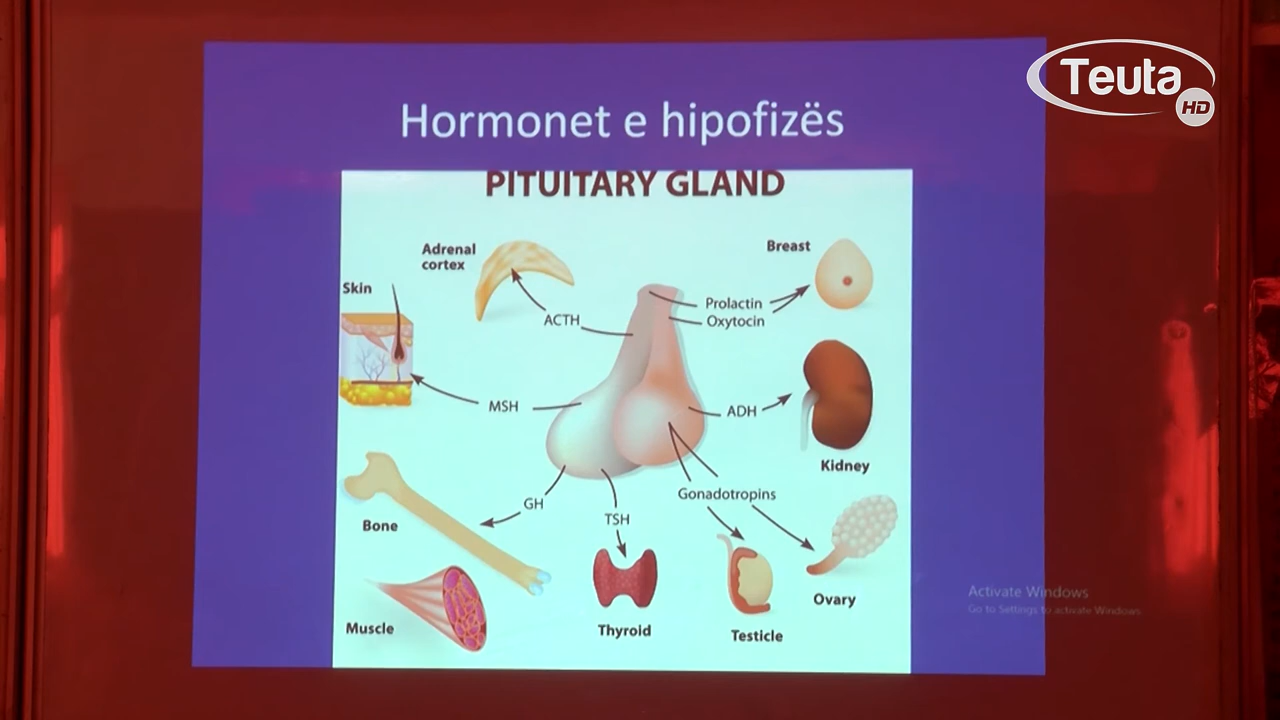 Teuta
HD
Hormonet e hipofizës
PITUITARY GLAND
Adrenal
cortex
Breast
Skin
Prolactin
Oxytocin
ACTH
MSH
ADH
Kidney
GH
Gonadotropins
TSH
Bone
Ovary
Muscle
Thyroid
Testicle
Activate Windows
Go to Settings to activate Windows